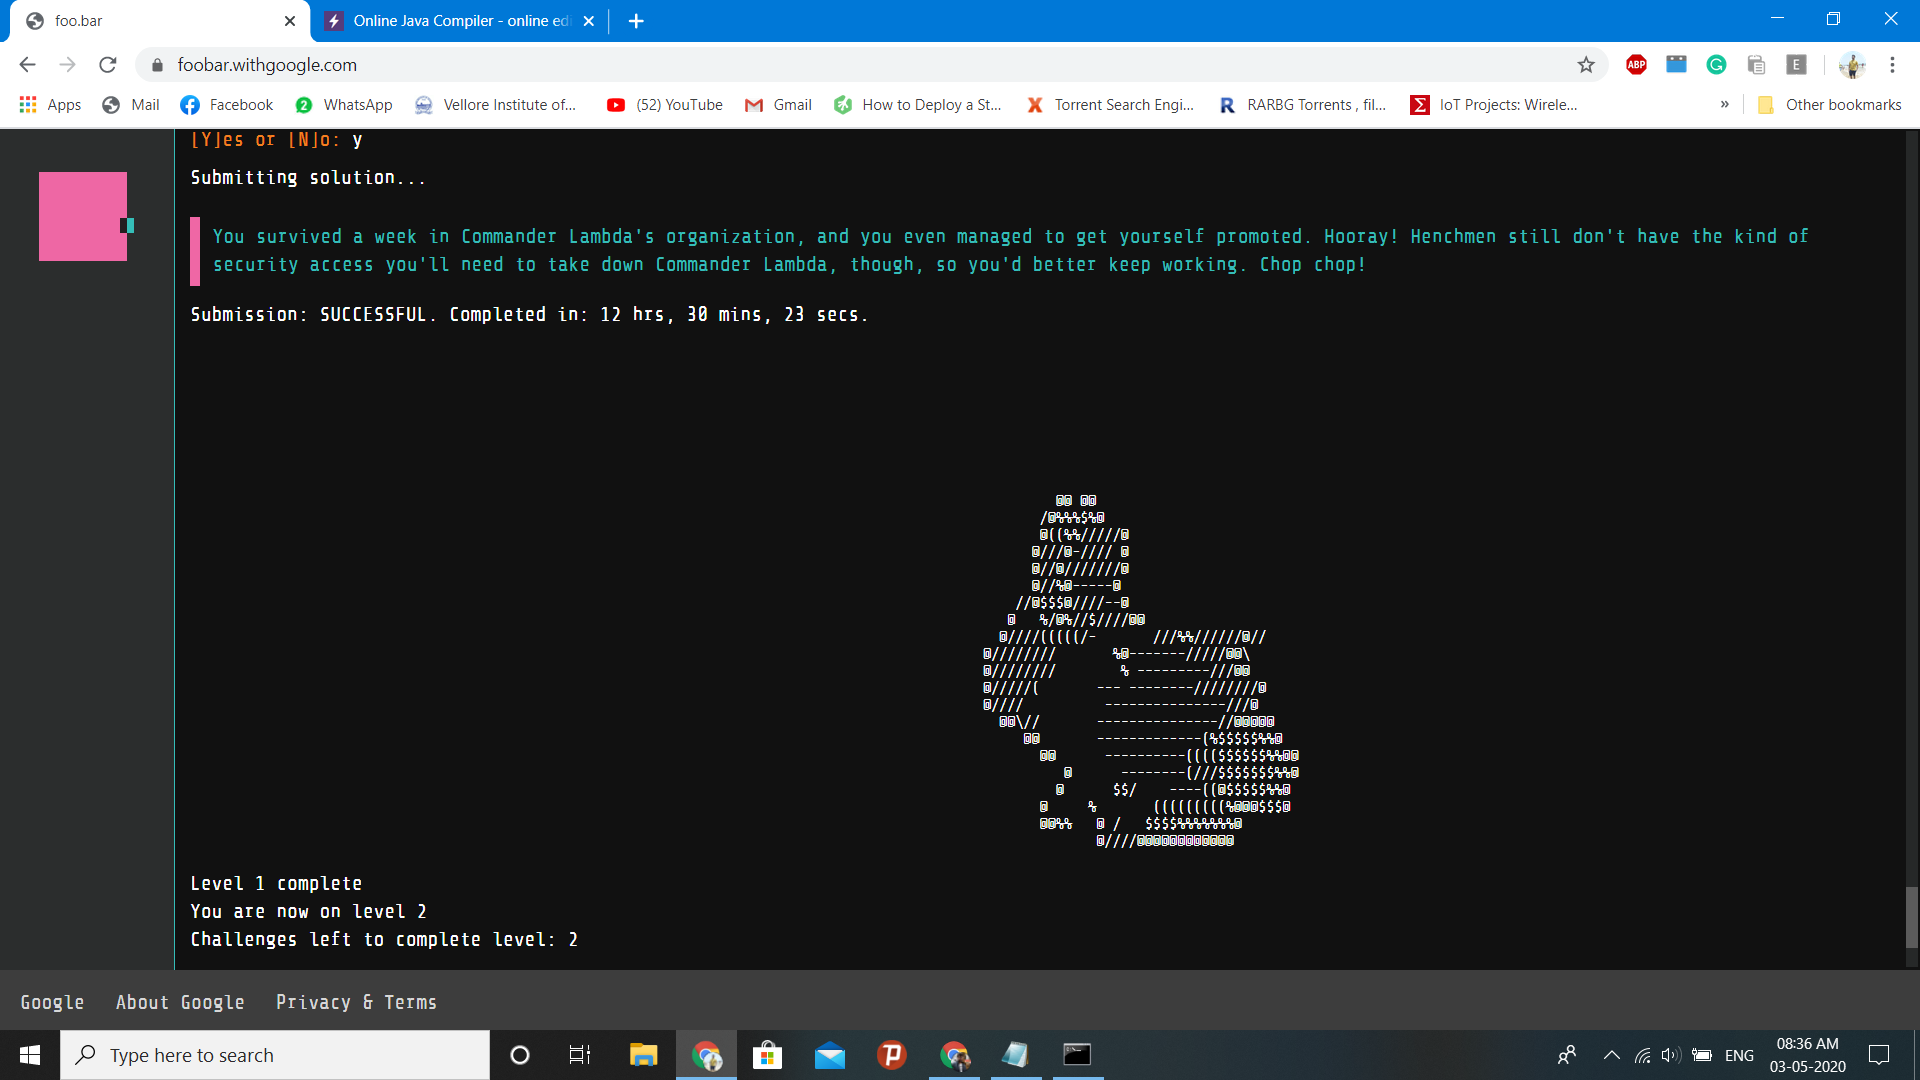 foo.bar
Online Java Compiler - online edi
foobar.withgoogle.com
ABP
E
Apps
Mail
Facebook
2
WhatsApp
Vellore Institute of...
(52) YouTube
Gmail
How to Deploy a St...
Torrent Search Engi...
RARBG Torrents , fil...
IoT Projects: Wirele...
»
Other bookmarks
[Y]es or [N]o: y
Submitting solution...
You survived a week in Commander Lambda's organization, and you even managed to get yourself promoted. Hooray! Henchmen still don't have the kind of
security access you'll need to take down Commander Lambda, though, so you'd better keep working. Chop chop!
Submission: SUCCESSFUL. Completed in: 12 hrs, 30 mins, 23 secs.
Level 1 complete
You are now on level 2
Challenges left to complete level: 2
Google
About Google
Privacy & Terms
Type here to search
ENG
08:36 AM
03-05-2020